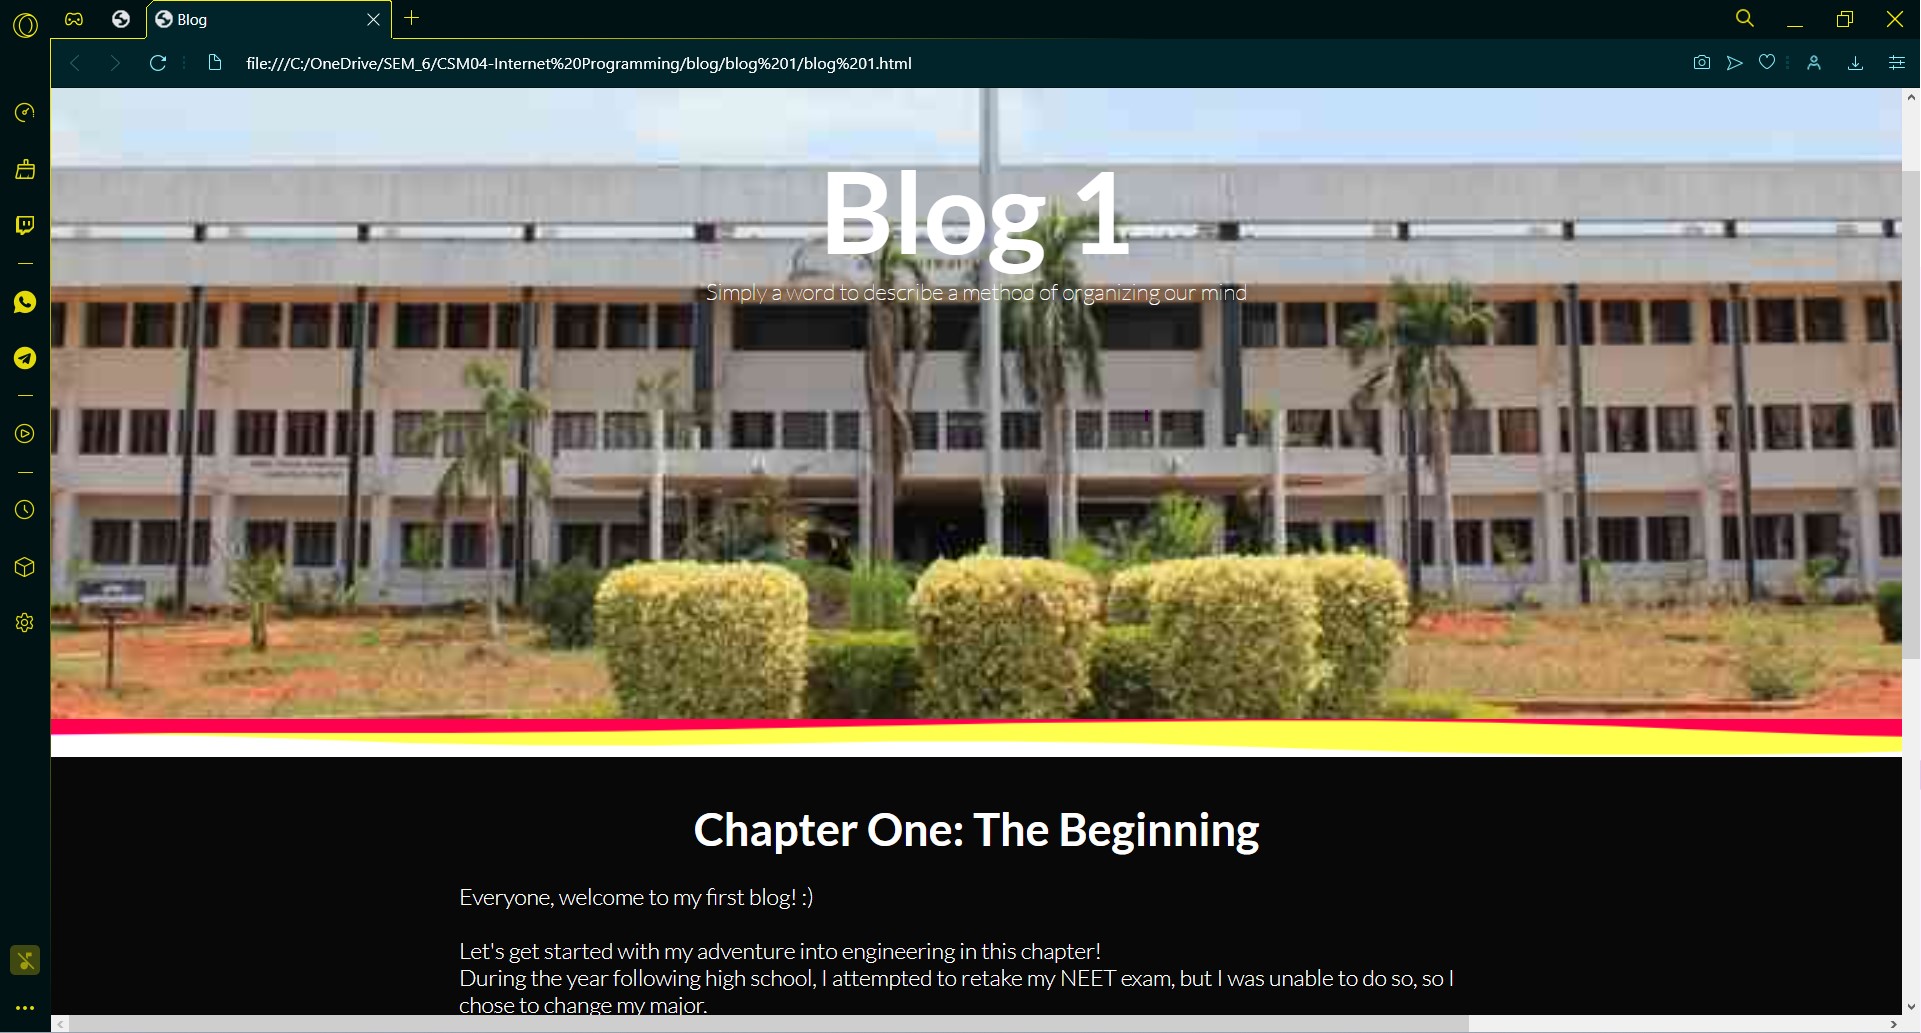 Blog
file:///C:/OneDrive/SEM_6/CSM04-Internet%20Programming/blog/blog%201/blog%201.html
Blog 1
Simply a word to describe a method of organizing our mind
Chapter One: The Beginning
Everyone, welcome to my first blog! :)
Let's get started with my adventure into engineering in this chapter!
During the year following high school, I attempted to retake my NEET exam, but I was unable to do so, so I
chose to change my major.